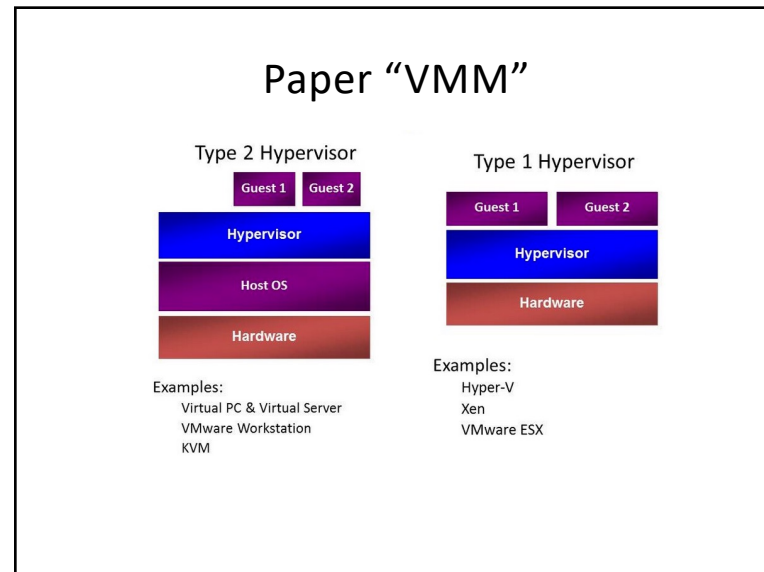 Paper “VMM”
Type 2 Hypervisor
Guest 1 Guest 2
Hypervisor
Host OS
Hardware
Examples:
Virtual PC & Virtual Server
VMware Workstation
KVM
Type 1 Hypervisor
Guest 1 Guest 2
Hypervisor
Hardware
Examples:
Hyper-V
Xen
VMware ESX